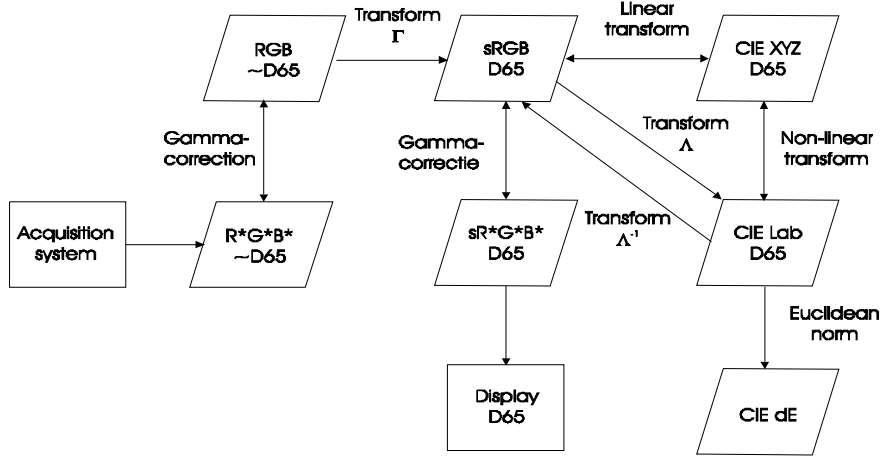 Transform
Γ
Linear
transform
RGB
~D65
sRGB
D65
CIE XYZ
D65
Gamma-
correction
Gamma-
correctie
Transform
Λ
Non-linear
transform
Acquisition
system
R*G*B*
~D65
sR*G*B*
D65
Transform
Λ⁻¹
CIE Lab
D65
Euclidean
norm
Display
D65
CIE dE